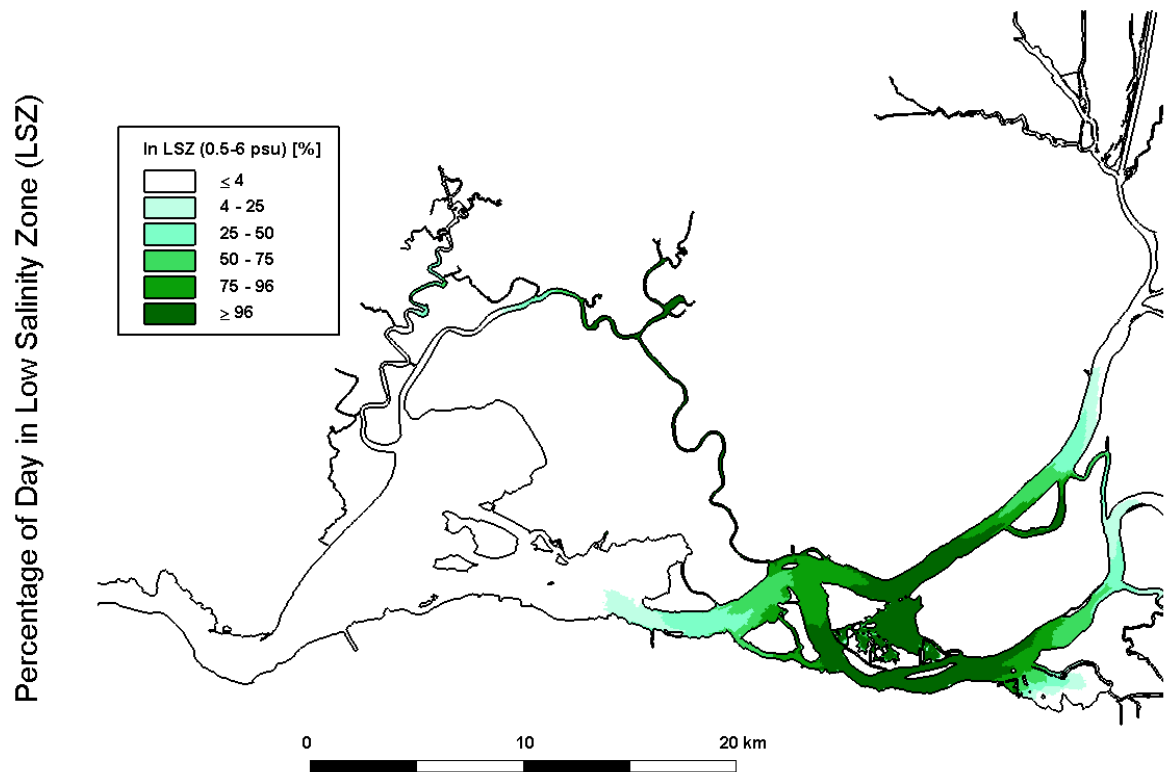 Percentage of Day in Low Salinity Zone (LSZ)
In LSZ (0.5-6 psu) [%]
≤ 4
4 - 25
25 - 50
50 - 75
75 - 96
≥ 96
0 10 20 km